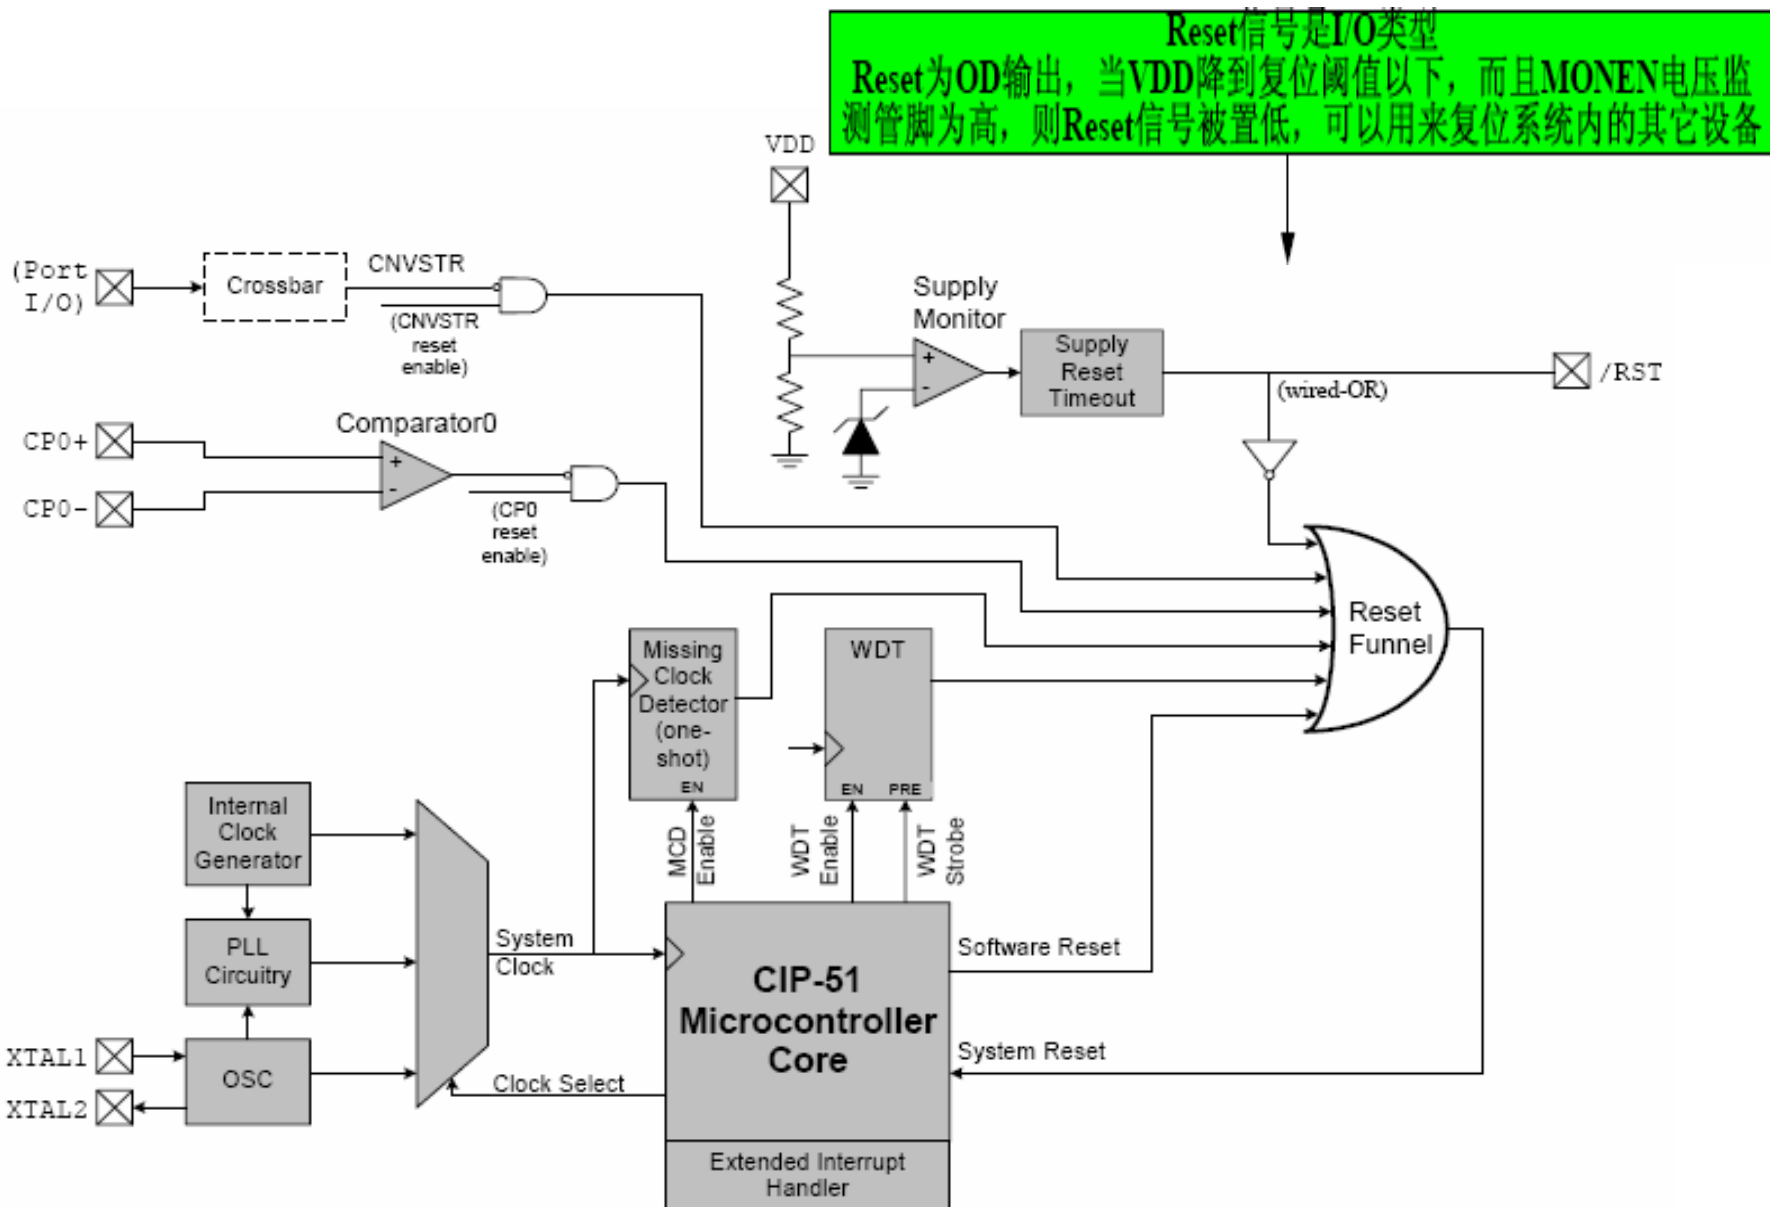 Reset信号是I/O类型
Reset为OD输出，当VDD降到复位阈值以下，而且MONEN电压监
测管脚为高，则Reset信号被置低，可以用来复位系统内的其它设备
VDD
(Port
I/O)
Crossbar
CNVSTR
(CNVSTR
reset
enable)
Supply
Monitor
+
-
Supply
Reset
Timeout
(wired-OR)
/RST
CP0+
CP0-
Comparator0
+
-
(CP0
reset
enable)
Reset
Funnel
Missing
Clock
Detector
(one-
shot)
EN
WDT
EN
PRE
MCD
Enable
WDT
Enable
WDT
Strobe
Internal
Clock
Generator
PLL
Circuitry
OSC
XTAL1
XTAL2
System
Clock
Clock Select
CIP-51
Microcontroller
Core
Software Reset
System Reset
Extended Interrupt
Handler